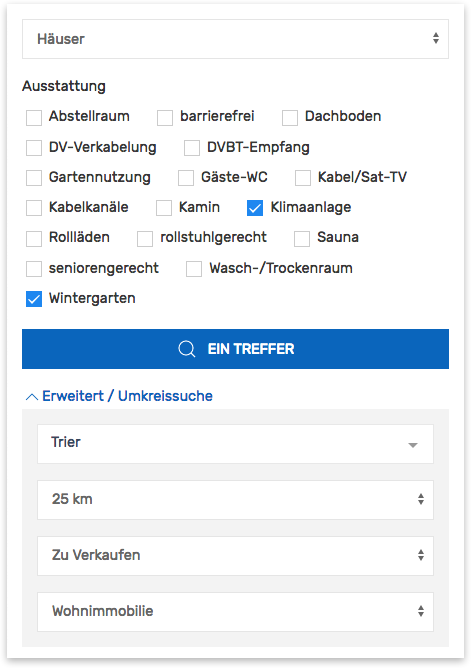 Häuser
Ausstattung
Abstellraum barrierefrei Dachboden
DV-Verkabelung DVBT-Empfang
Gartennutzung Gäste-WC Kabel/Sat-TV
Kabelkanäle Kamin Klimaanlage
Rollläden rollstuhlgerecht Sauna
seniorengerecht Wasch-/Trockenraum
Wintergarten
EIN TREFFER
Erweitert / Umkreissuche
Trier
25 km
Zu Verkaufen
Wohnimmobilie